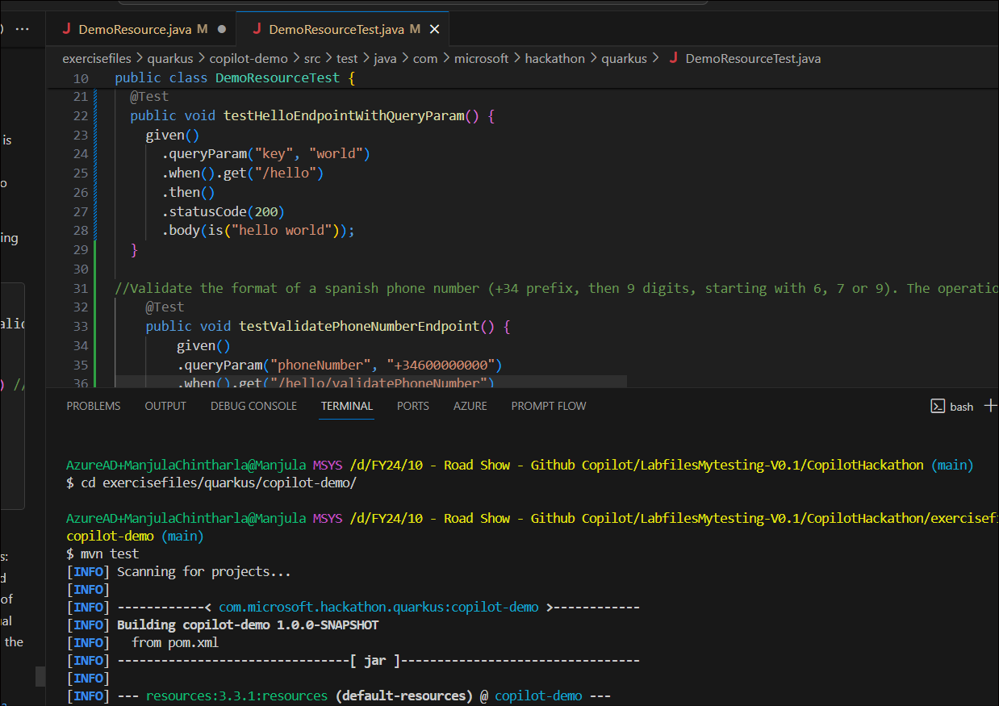 ) ···
J DemoResource.java M ●
J DemoResourceTest.java M ×
exercisefiles > quarkus > copilot-demo > src > test > java > com > microsoft > hackathon > quarkus > J DemoResourceTest.java
10 public class DemoResourceTest {
21 @Test
22 public void testHelloEndpointWithQueryParam() {
23 given()
24 .queryParam("key", "world")
25 .when().get("/hello")
26 .then()
27 .statusCode(200)
28 .body(is("hello world"));
29 }
30
31 //Validate the format of a spanish phone number (+34 prefix, then 9 digits, starting with 6, 7 or 9). The operatio
32 @Test
33 public void testValidatePhoneNumberEndpoint() {
34 given()
35 .queryParam("phoneNumber", "+34600000000")
36 .when().get("/hello/validatePhoneNumber")
is
o
ing
alid
) //
s:
d
of
al
the
PROBLEMS OUTPUT DEBUG CONSOLE TERMINAL PORTS AZURE PROMPT FLOW
bash +
AzureAD+ManjulaChintharla@Manjula MSYS /d/FY24/10 - Road Show - Github Copilot/LabfilesMytesting-V0.1/CopilotHackathon (main)
$ cd exercisefiles/quarkus/copilot-demo/
AzureAD+ManjulaChintharla@Manjula MSYS /d/FY24/10 - Road Show - Github Copilot/LabfilesMytesting-V0.1/CopilotHackathon/exercisefi
copilot-demo (main)
$ mvn test
[INFO] Scanning for projects...
[INFO]
[INFO] ------------< com.microsoft.hackathon.quarkus:copilot-demo >------------
[INFO] Building copilot-demo 1.0.0-SNAPSHOT
[INFO]   from pom.xml
[INFO] --------------------------------[ jar ]---------------------------------
[INFO]
[INFO] --- resources:3.3.1:resources (default-resources) @ copilot-demo ---